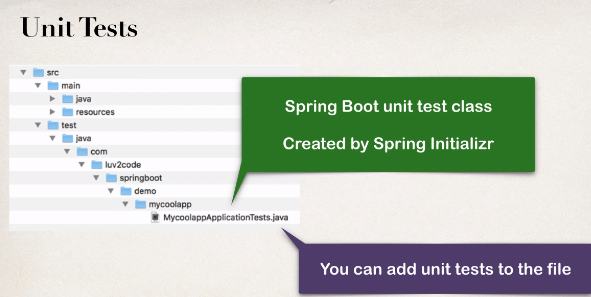 Unit Tests
src
main
java
resources
test
java
com
luv2code
springboot
demo
mycoolapp
MycoolappApplicationTests.java
Spring Boot unit test class
Created by Spring Initializr
You can add unit tests to the file